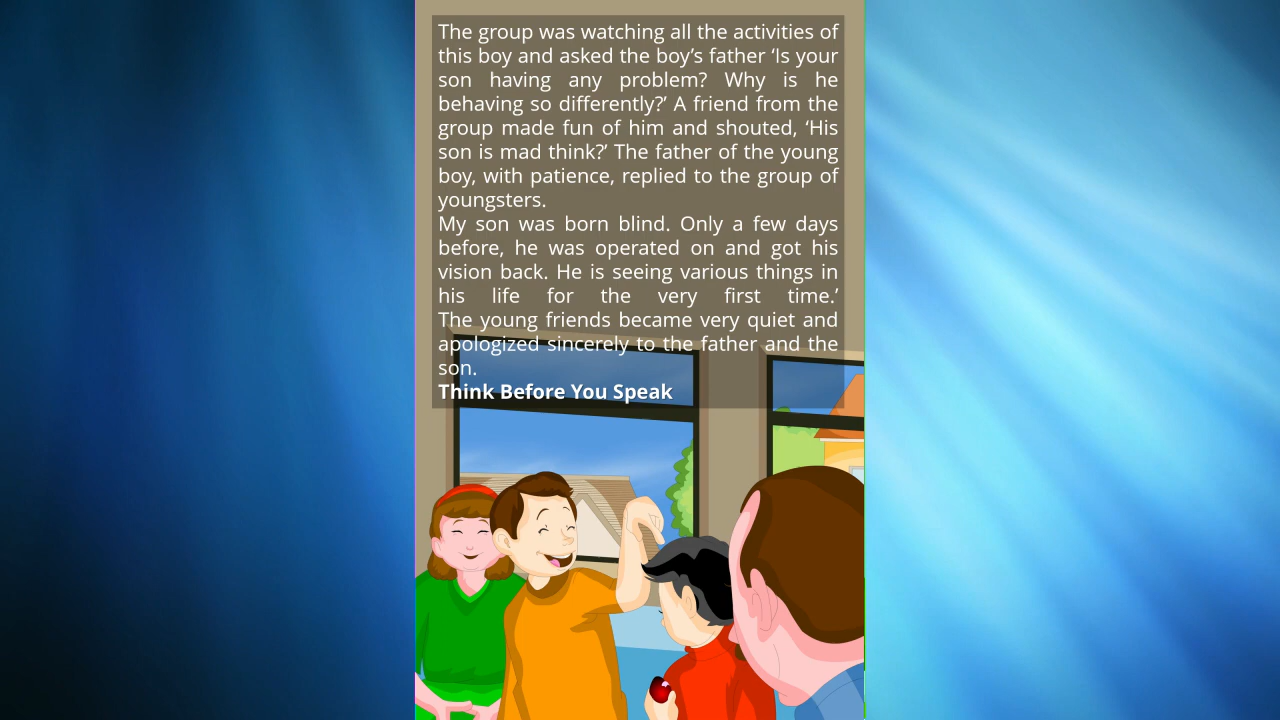 The group was watching all the activities of
this boy and asked the boy’s father ‘Is your
son having any problem? Why is he
behaving so differently?’ A friend from the
group made fun of him and shouted, ‘His
son is mad think?’ The father of the young
boy, with patience, replied to the group of
youngsters.
My son was born blind. Only a few days
before, he was operated on and got his
vision back. He is seeing various things in
his life for the very first time.’
The young friends became very quiet and
apologized sincerely to the father and the
son.
Think Before You Speak